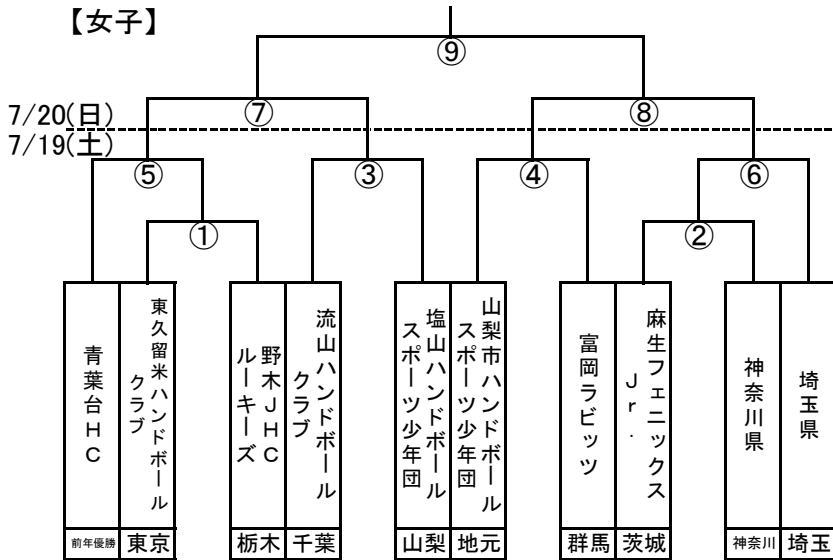 【女子】
⑨
7/20(日)
⑦
⑧
7/19(土)
⑤
③
④
⑥
①
②
青葉台HC
東久留米ハンドボール
クラブ
野木JHC
ルーキーズ
流山ハンドボール
クラブ
塩山ハンドボール
スポーツ少年団
山梨市ハンドボール
スポーツ少年団
富岡ラビッツ
麻生フェニックス
Jr.
神奈川県
埼玉県
前年優勝
東京
栃木
千葉
山梨
地元
群馬
茨城
神奈川
埼玉